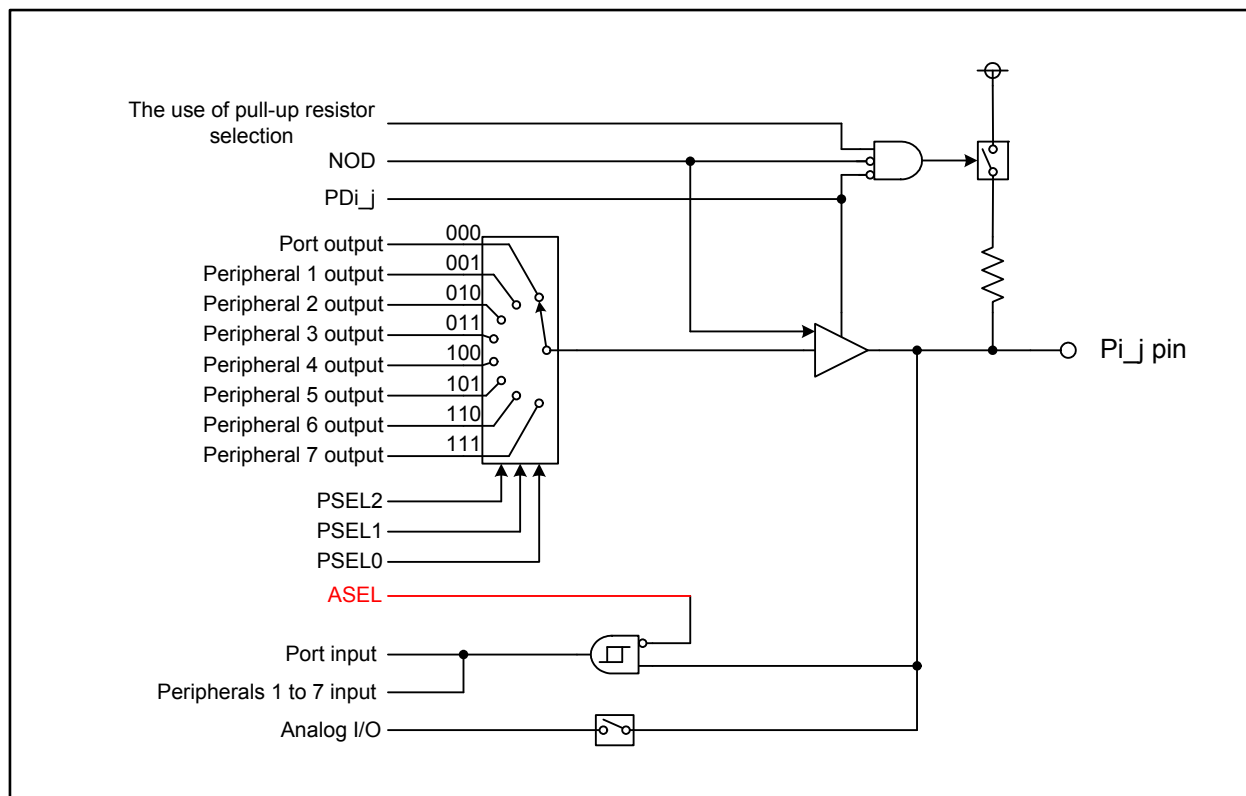 The use of pull-up resistor
selection
NOD
PDi_j
Port output
000
Peripheral 1 output
001
Peripheral 2 output
010
Peripheral 3 output
011
Peripheral 4 output
100
Peripheral 5 output
101
Peripheral 6 output
110
Peripheral 7 output
111
Pi_j pin
PSEL2
PSEL1
PSEL0
ASEL
Port input
Peripherals 1 to 7 input
Analog I/O